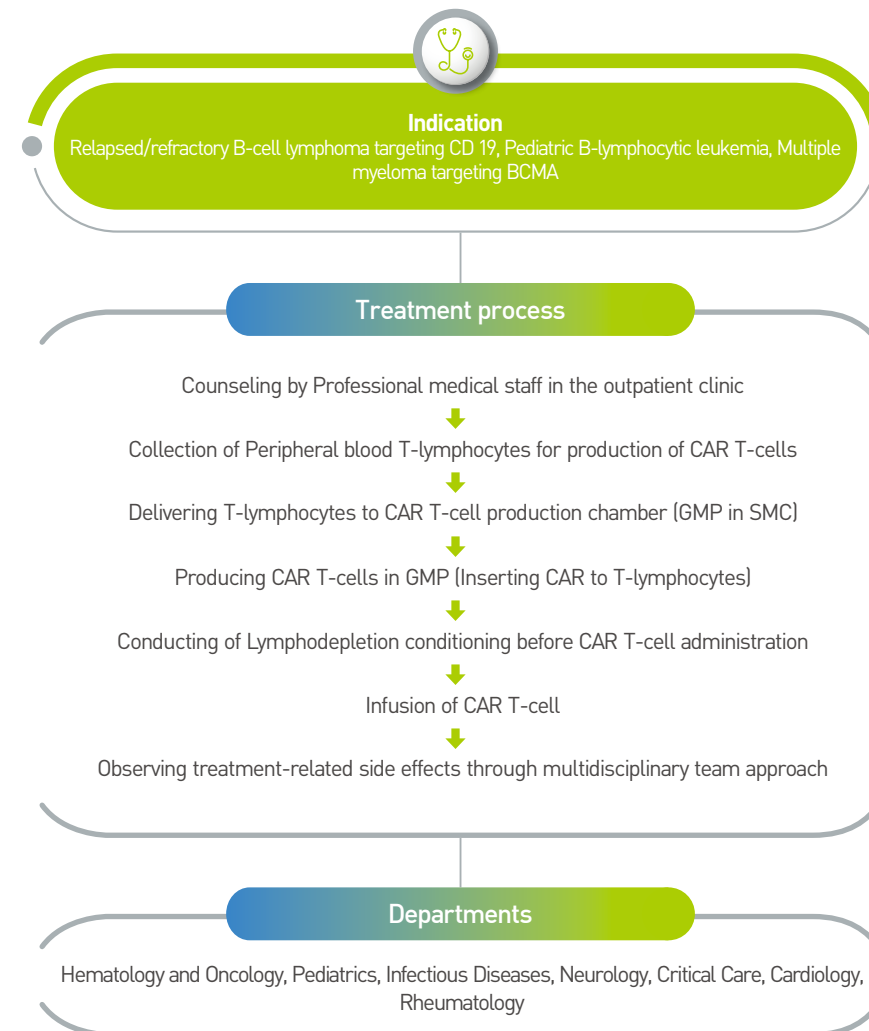 Indication
Relapsed/refractory B-cell lymphoma targeting CD 19, Pediatric B-lymphocytic leukemia, Multiple
myeloma targeting BCMA
Treatment process
Counseling by Professional medical staff in the outpatient clinic
Collection of Peripheral blood T-lymphocytes for production of CAR T-cells
Delivering T-lymphocytes to CAR T-cell production chamber (GMP in SMC)
Producing CAR T-cells in GMP (Inserting CAR to T-lymphocytes)
Conducting of Lymphodepletion conditioning before CAR T-cell administration
Infusion of CAR T-cell
Observing treatment-related side effects through multidisciplinary team approach
Departments
Hematology and Oncology, Pediatrics, Infectious Diseases, Neurology, Critical Care, Cardiology,
Rheumatology